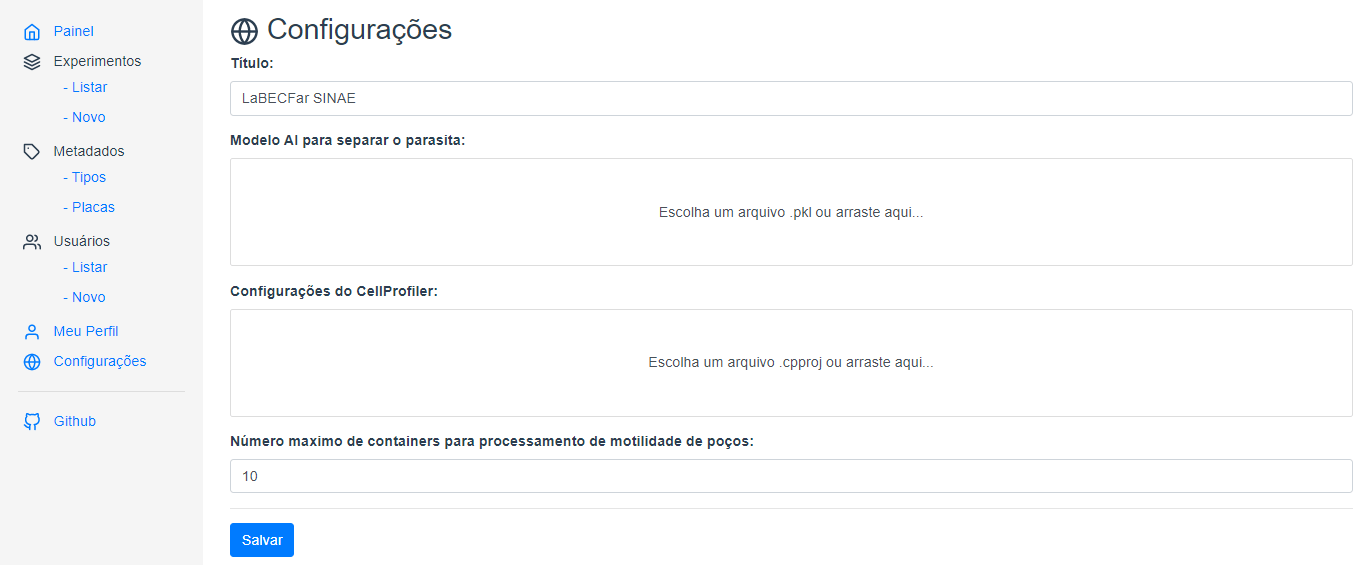 Painel
Experimentos
- Listar
- Novo
Metadados
- Tipos
- Placas
Usuários
- Listar
- Novo
Meu Perfil
Configurações
Github
Configurações
Título:
LaBECFar SINAE
Modelo AI para separar o parasita:
Escolha um arquivo .pkl ou arraste aqui...
Configurações do CellProfiler:
Escolha um arquivo .cpproj ou arraste aqui...
Número maximo de containers para processamento de motilidade de poços:
10
Salvar